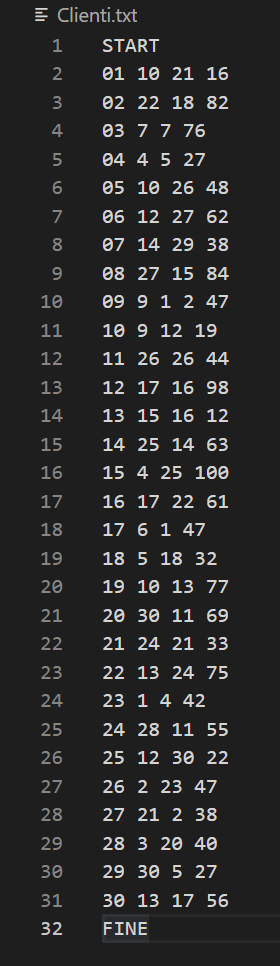 Clienti.txt
1 START
2 01 10 21 16
3 02 22 18 82
4 03 7 7 76
5 04 4 5 27
6 05 10 26 48
7 06 12 27 62
8 07 14 29 38
9 08 27 15 84
10 09 9 1 2 47
11 10 9 12 19
12 11 26 26 44
13 12 17 16 98
14 13 15 16 12
15 14 25 14 63
16 15 4 25 100
17 16 17 22 61
18 17 6 1 47
19 18 5 18 32
20 19 10 13 77
21 20 30 11 69
22 21 24 21 33
23 22 13 24 75
24 23 1 4 42
25 24 28 11 55
26 25 12 30 22
27 26 2 23 47
28 27 21 2 38
29 28 3 20 40
30 29 30 5 27
31 30 13 17 56
32 FINE